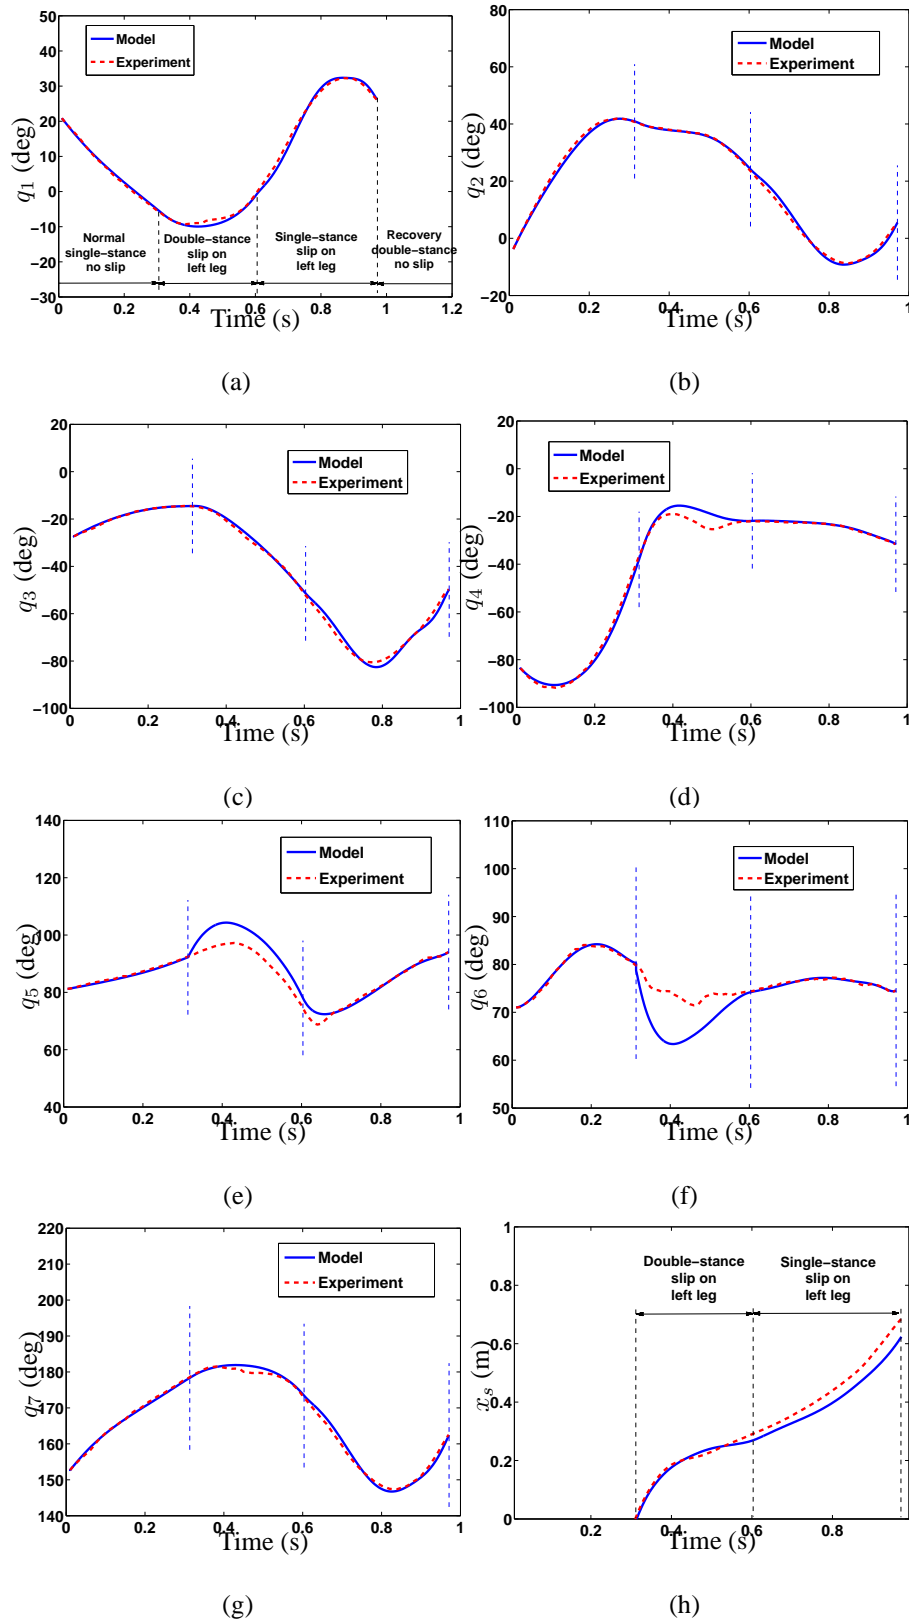 50
40
30
20
10
0
−10
−20
−30
q1 (deg)
Model
Experiment
Normal
single−stance
no slip
Double−stance
slip on
left leg
Single−stance
slip on
left leg
Recovery
double−stance
no slip
0 0.2 0.4 0.6 0.8 1 1.2
Time (s)
(a)
80
60
40
20
0
−20
q2 (deg)
Model
Experiment
0 0.2 0.4 0.6 0.8 1
Time (s)
(b)
20
0
−20
−40
−60
−80
−100
q3 (deg)
Model
Experiment
0 0.2 0.4 0.6 0.8 1
Time (s)
(c)
20
0
−20
−40
−60
−80
−100
q4 (deg)
Model
Experiment
0 0.2 0.4 0.6 0.8 1
Time (s)
(d)
140
120
100
80
60
40
q5 (deg)
Model
Experiment
0 0.2 0.4 0.6 0.8 1
Time (s)
(e)
110
100
90
80
70
60
50
q6 (deg)
Model
Experiment
0 0.2 0.4 0.6 0.8 1
Time (s)
(f)
220
210
200
190
180
170
160
150
140
q7 (deg)
Model
Experiment
0 0.2 0.4 0.6 0.8 1
Time (s)
(g)
1
0.8
0.6
0.4
0.2
0
xs (m)
Double−stance
slip on
left leg
Single−stance
slip on
left leg
0.2 0.4 0.6 0.8 1
Time (s)
(h)